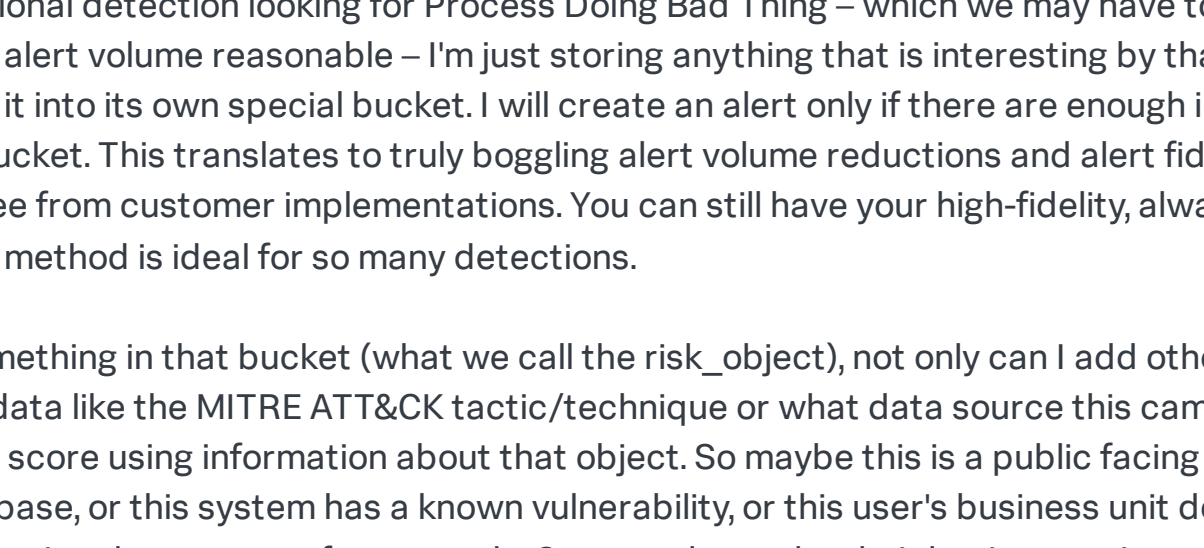 ional detection looking for Process Doing Bad Thing – which we may have to
alert volume reasonable – I'm just storing anything that is interesting by tha
it into its own special bucket. I will create an alert only if there are enough i
ucket. This translates to truly boggling alert volume reductions and alert fid
ee from customer implementations. You can still have your high-fidelity, alwa
method is ideal for so many detections.
mething in that bucket (what we call the risk_object), not only can I add othe
data like the MITRE ATT&CK tactic/technique or what data source this cam
score using information about that object. So maybe this is a public facing
base, or this system has a known vulnerability, or this user's business unit de